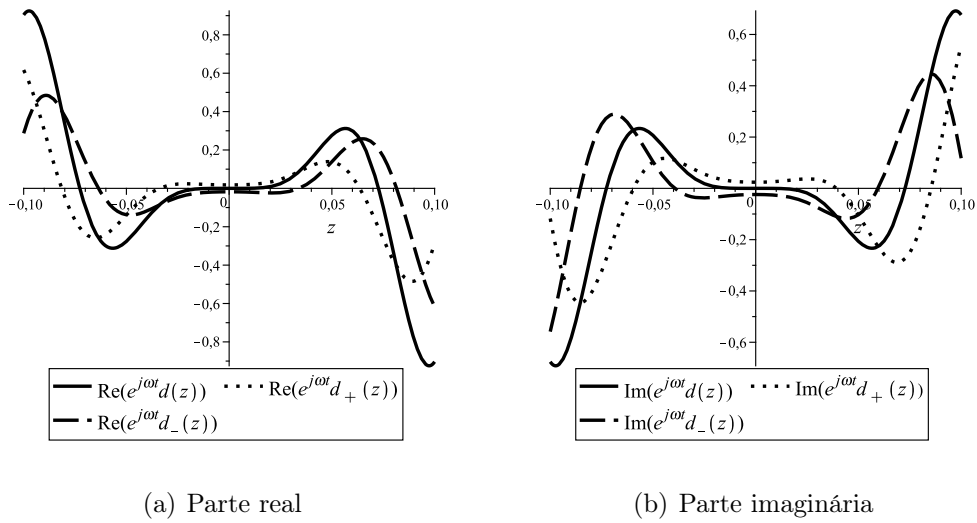 0,8
0,6
0,4
0,2
−0,10
−0,05
0
0,05
0,10
z
−0,2
−0,4
−0,6
−0,8
Re(e^{jωt}d(z))
Re(e^{jωt}d_+(z))
Re(e^{jωt}d_−(z))
(a) Parte real
0,6
0,4
0,2
−0,10
−0,05
0
0,05
0,10
z
−0,2
−0,4
−0,6
Im(e^{jωt}d(z))
Im(e^{jωt}d_+(z))
Im(e^{jωt}d_−(z))
(b) Parte imaginária